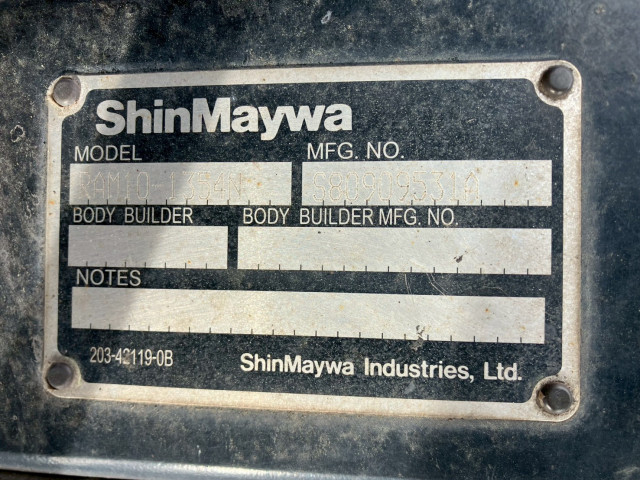 ShinMaywa
MODEL MFG. NO.
BODY BUILDER BODY BUILDER MFG. NO.
NOTES
203-42119-0B ShinMaywa Industries, Ltd.